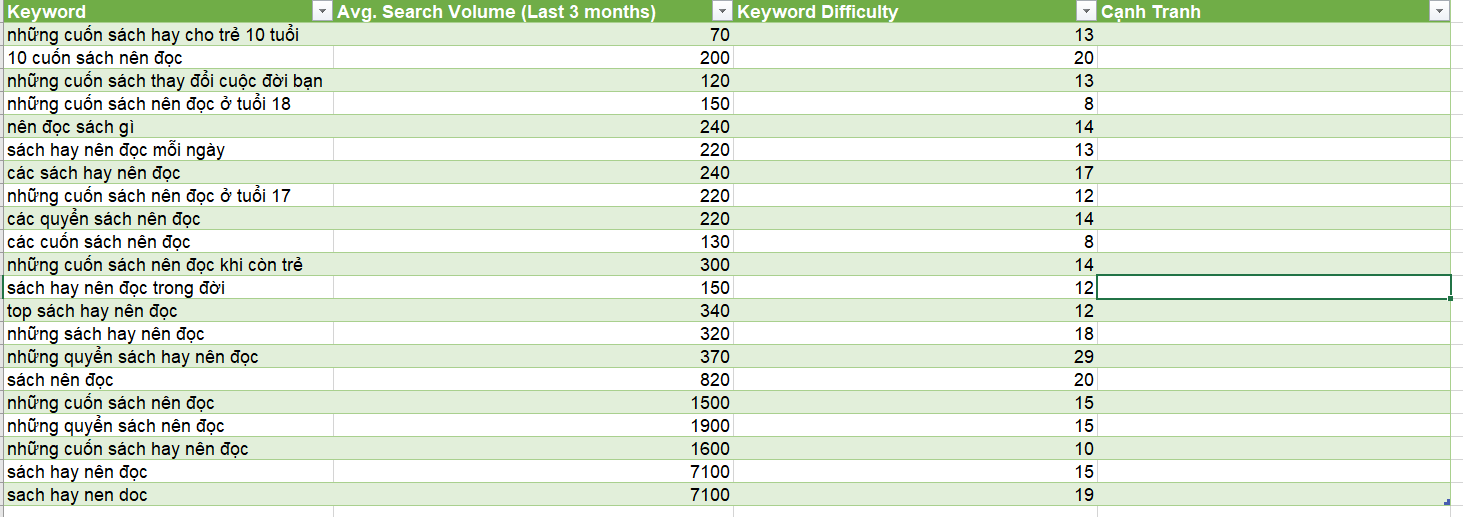 Keyword Avg. Search Volume (Last 3 months) Keyword Difficulty Cạnh Tranh
những cuốn sách hay cho trẻ 10 tuổi 70 13
10 cuốn sách nên đọc 200 20
những cuốn sách thay đổi cuộc đời bạn 120 13
những cuốn sách nên đọc ở tuổi 18 150 8
nên đọc sách gì 240 14
sách hay nên đọc mỗi ngày 220 13
các sách hay nên đọc 240 17
những cuốn sách nên đọc ở tuổi 17 220 12
các quyển sách nên đọc 220 14
các cuốn sách nên đọc 130 8
những cuốn sách nên đọc khi còn trẻ 300 14
sách hay nên đọc trong đời 150 12
top sách hay nên đọc 340 12
những sách hay nên đọc 320 18
những quyển sách hay nên đọc 370 29
sách nên đọc 820 20
những cuốn sách nên đọc 1500 15
những quyển sách nên đọc 1900 15
những cuốn sách hay nên đọc 1600 10
sách hay nên đọc 7100 15
sach hay nen doc 7100 19